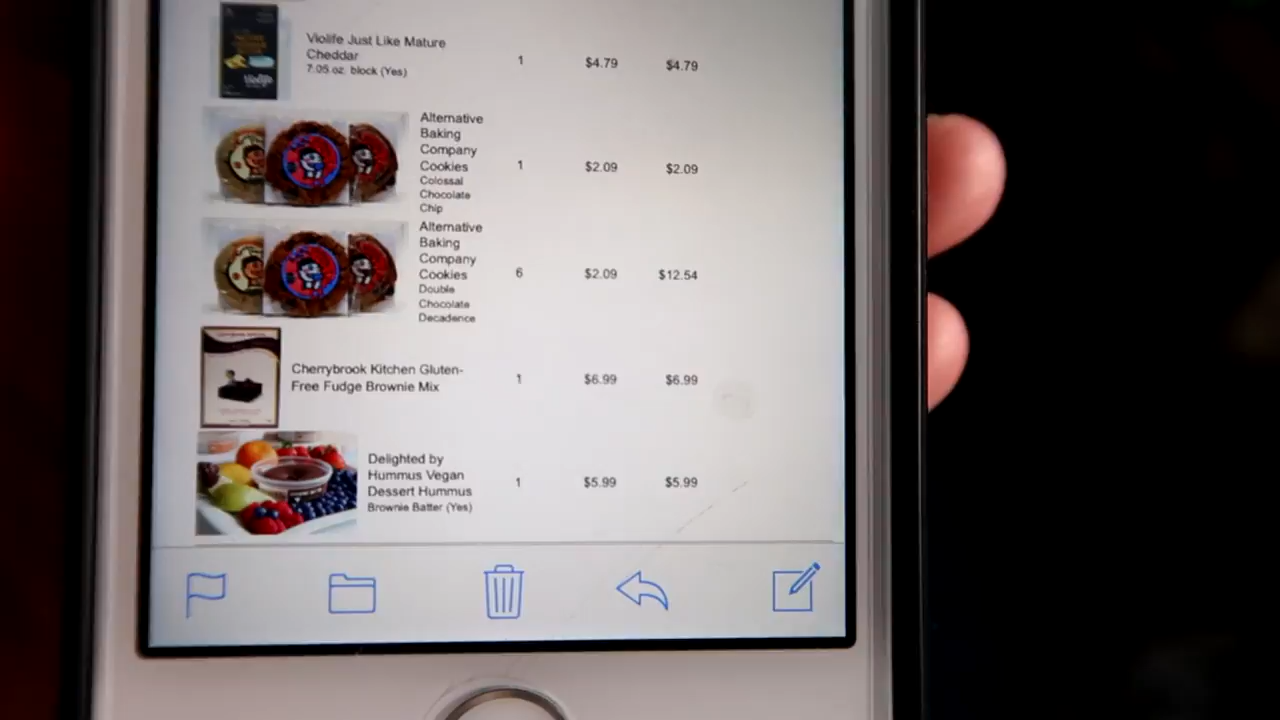 Violife Just Like Mature
Cheddar
7.05 oz. block (Yes)
1
$4.79
$4.79
Alternative
Baking
Company
Cookies
Colossal
Chocolate
Chip
1
$2.09
$2.09
Alternative
Baking
Company
Cookies
Double
Chocolate
Decadence
6
$2.09
$12.54
Cherrybrook Kitchen Gluten-
Free Fudge Brownie Mix
1
$6.99
$6.99
Delighted by
Hummus Vegan
Dessert Hummus
Brownie Batter (Yes)
1
$5.99
$5.99